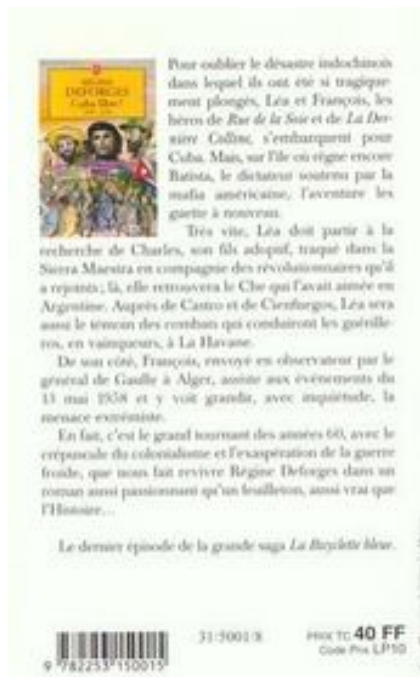 RÉGINE
DEFORGES
Cuba libre!
Pour oublier le désastre indochinois
dans lequel ils ont été si tragique-
ment plongés, Léa et François, les
héros de Rue de la Soie et de La Der-
nière Colline, s'embarquent pour
Cuba. Mais, sur l'île où règne encore
Batista, le dictateur soutenu par la
mafia américaine, l'aventure les
guette à nouveau.
Très vite, Léa doit partir à la
recherche de Charles, son fils adoptif, traqué dans la
Sierra Maestra en compagnie des révolutionnaires qu'il
a rejoints ; là, elle retrouvera le Che qui l'avait aimée en
Argentine. Auprès de Castro et de Cienfuegos, Léa sera
aussi le témoin des combats qui conduiront les guérille-
ros, en vainqueurs, à La Havane.
De son côté, François, envoyé en observateur par le
général de Gaulle à Alger, assiste aux événements du
13 mai 1958 et y voit grandir, avec inquiétude, la
menace extrémiste.
En fait, c'est le grand tournant des années 60, avec le
crépuscule du colonialisme et l'exaspération de la guerre
froide, que nous fait revivre Régine Deforges dans un
roman aussi passionnant qu'un feuilleton, aussi vrai que
l'Histoire...
Le dernier épisode de la grande saga La Bicyclette bleue.
31/5001/8
PRIX TC 40 FF
Code Prix LP10
9 782253 150015